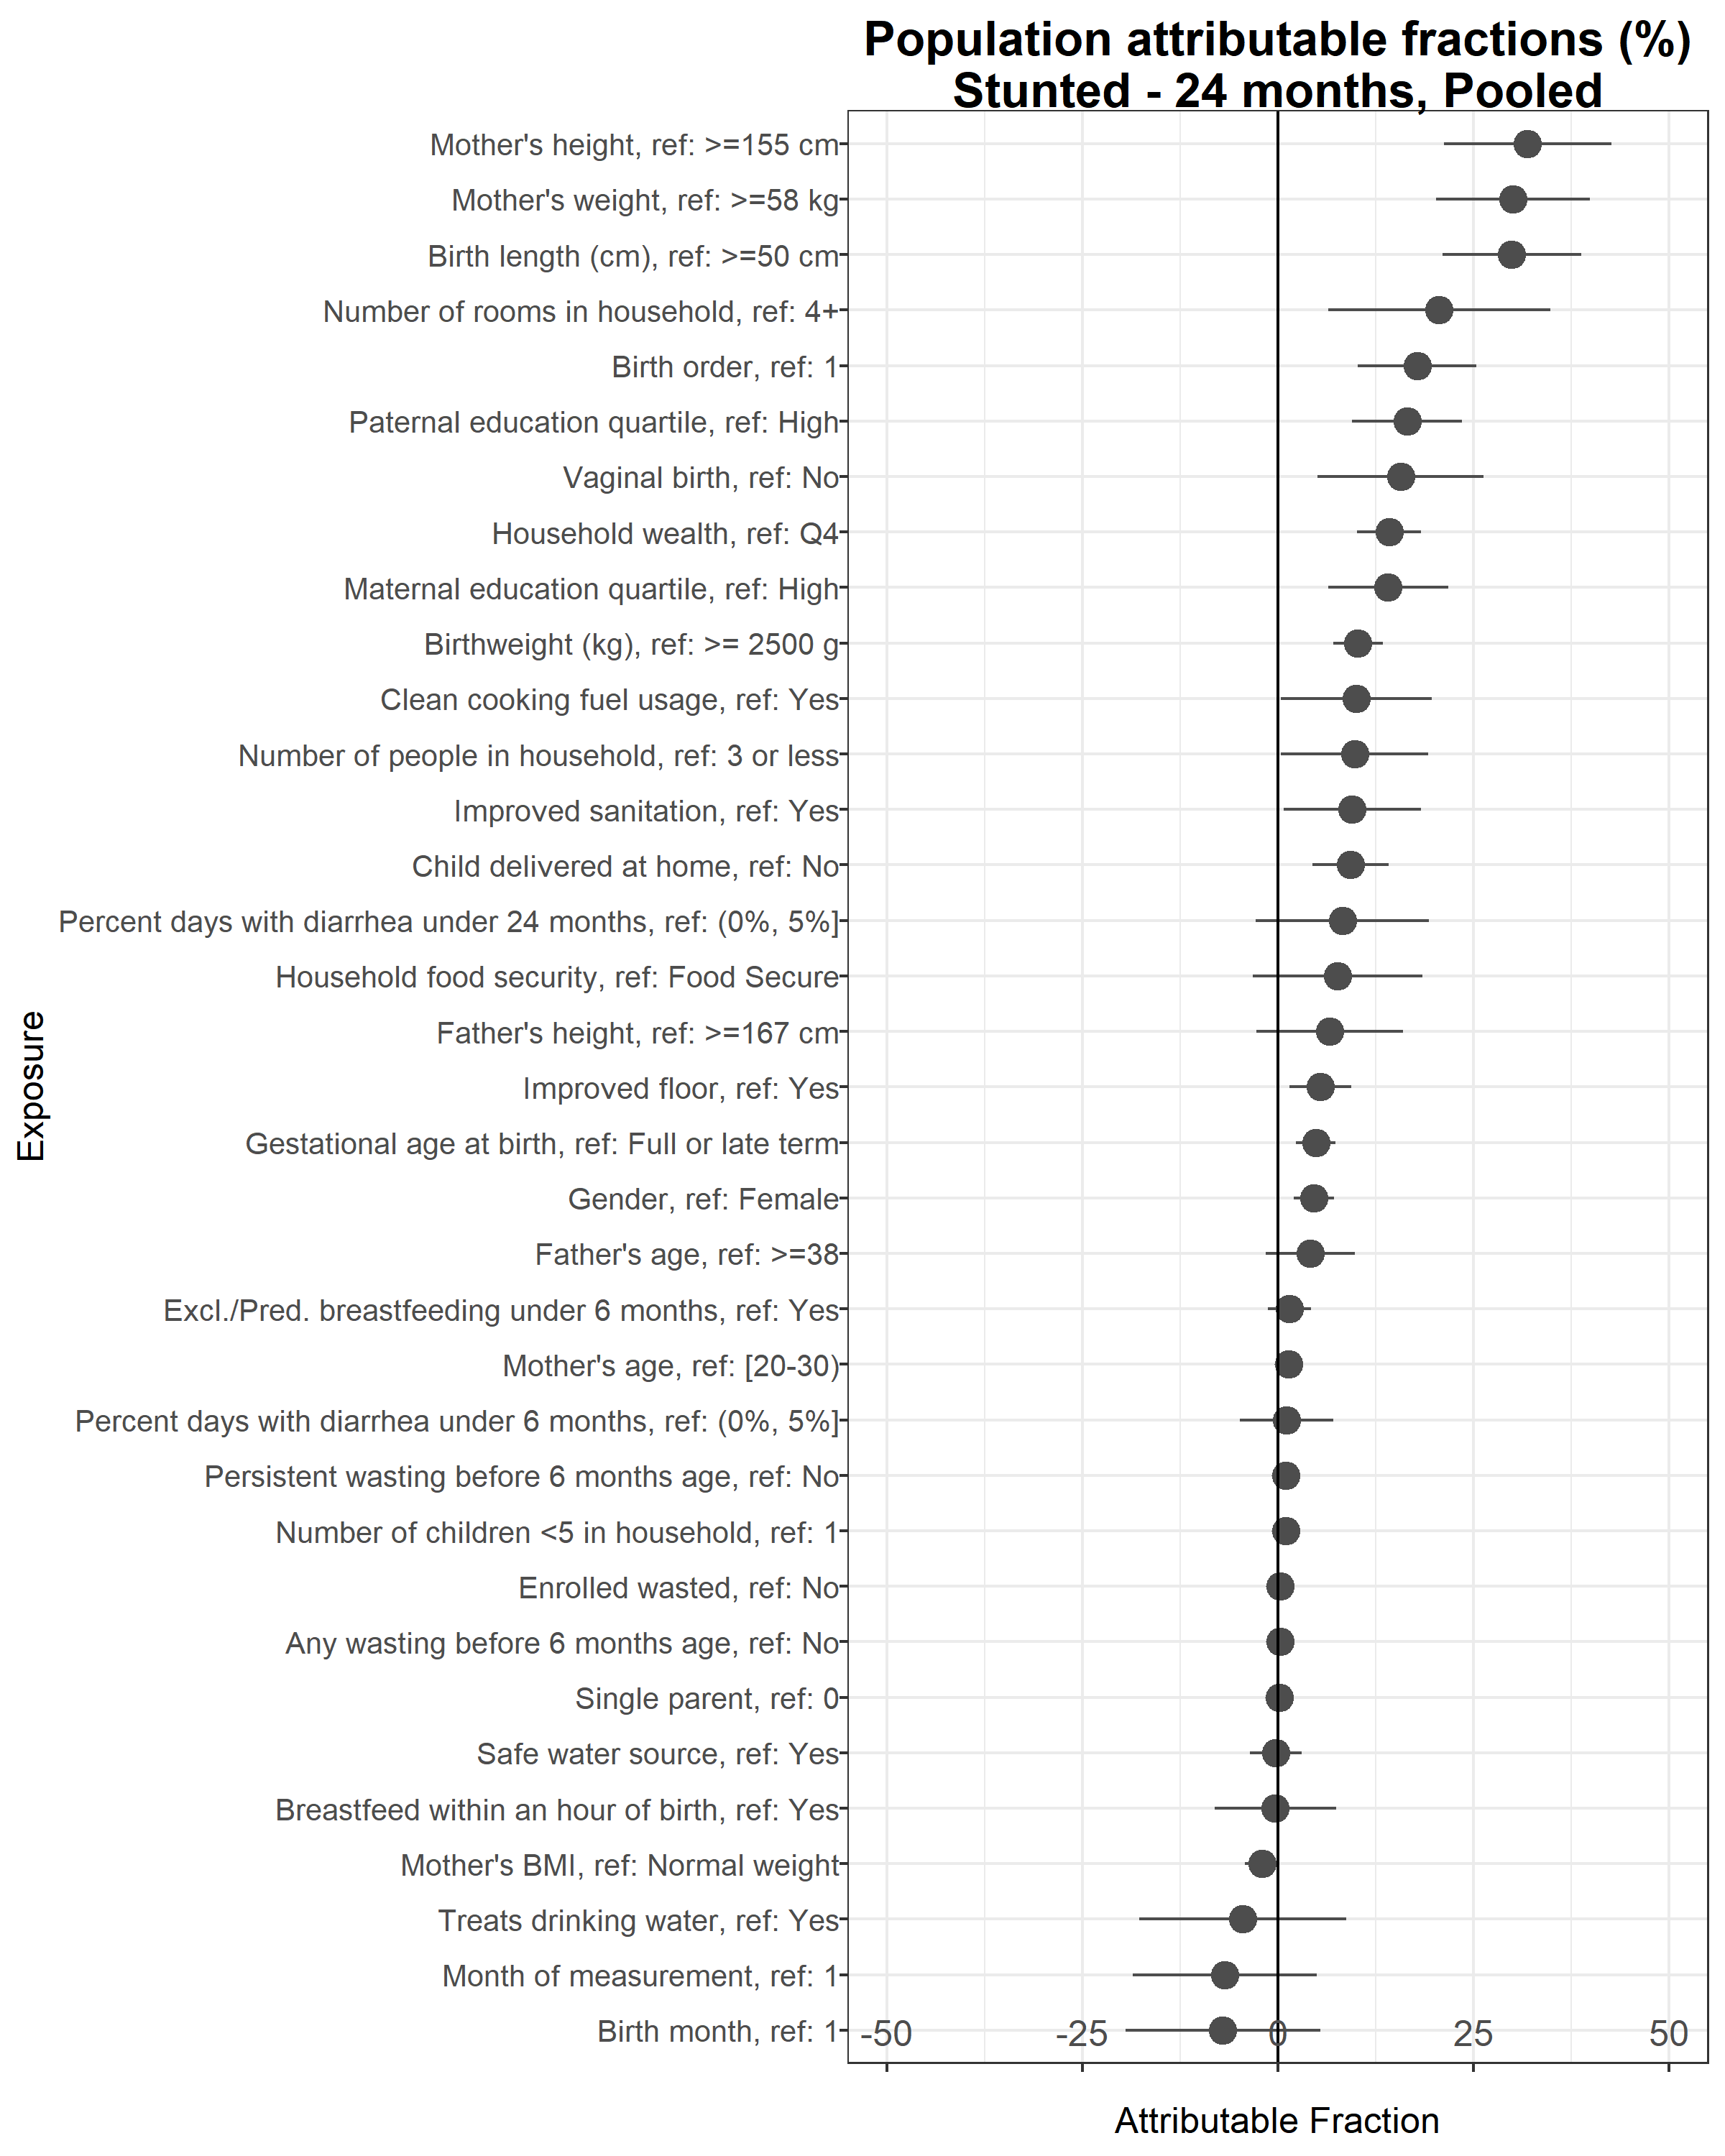 Population attributable fractions (%)
Stunted - 24 months, Pooled
Mother's height, ref: >=155 cm
Mother's weight, ref: >=58 kg
Birth length (cm), ref: >=50 cm
Number of rooms in household, ref: 4+
Birth order, ref: 1
Paternal education quartile, ref: High
Vaginal birth, ref: No
Household wealth, ref: Q4
Maternal education quartile, ref: High
Birthweight (kg), ref: >= 2500 g
Clean cooking fuel usage, ref: Yes
Number of people in household, ref: 3 or less
Improved sanitation, ref: Yes
Child delivered at home, ref: No
Percent days with diarrhea under 24 months, ref: (0%, 5%]
Household food security, ref: Food Secure
Father's height, ref: >=167 cm
Improved floor, ref: Yes
Gestational age at birth, ref: Full or late term
Gender, ref: Female
Father's age, ref: >=38
Excl./Pred. breastfeeding under 6 months, ref: Yes
Mother's age, ref: [20-30)
Percent days with diarrhea under 6 months, ref: (0%, 5%]
Persistent wasting before 6 months age, ref: No
Number of children <5 in household, ref: 1
Enrolled wasted, ref: No
Any wasting before 6 months age, ref: No
Single parent, ref: 0
Safe water source, ref: Yes
Breastfeed within an hour of birth, ref: Yes
Mother's BMI, ref: Normal weight
Treats drinking water, ref: Yes
Month of measurement, ref: 1
Birth month, ref: 1
Exposure
-50 -25 0 25 50
Attributable Fraction